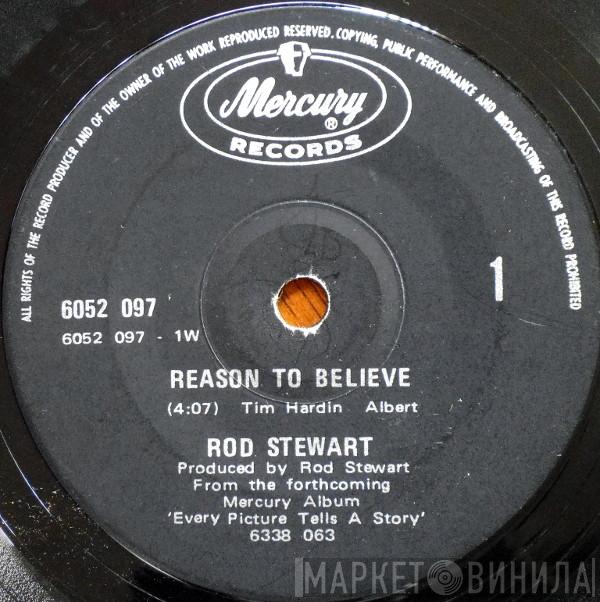 ALL RIGHTS OF THE RECORD PRODUCER AND OF THE OWNER OF THE WORK REPRODUCED RESERVED. COPYING, PUBLIC PERFORMANCE AND BROADCASTING OF THIS RECORD PROHIBITED
Mercury
®
RECORDS
6052 097
1
6052 097 - 1W
REASON TO BELIEVE
(4:07) Tim Hardin Albert
ROD STEWART
Produced by Rod Stewart
From the forthcoming
Mercury Album
'Every Picture Tells A Story'
6338 063
МАРКЕТ ВИНИЛА